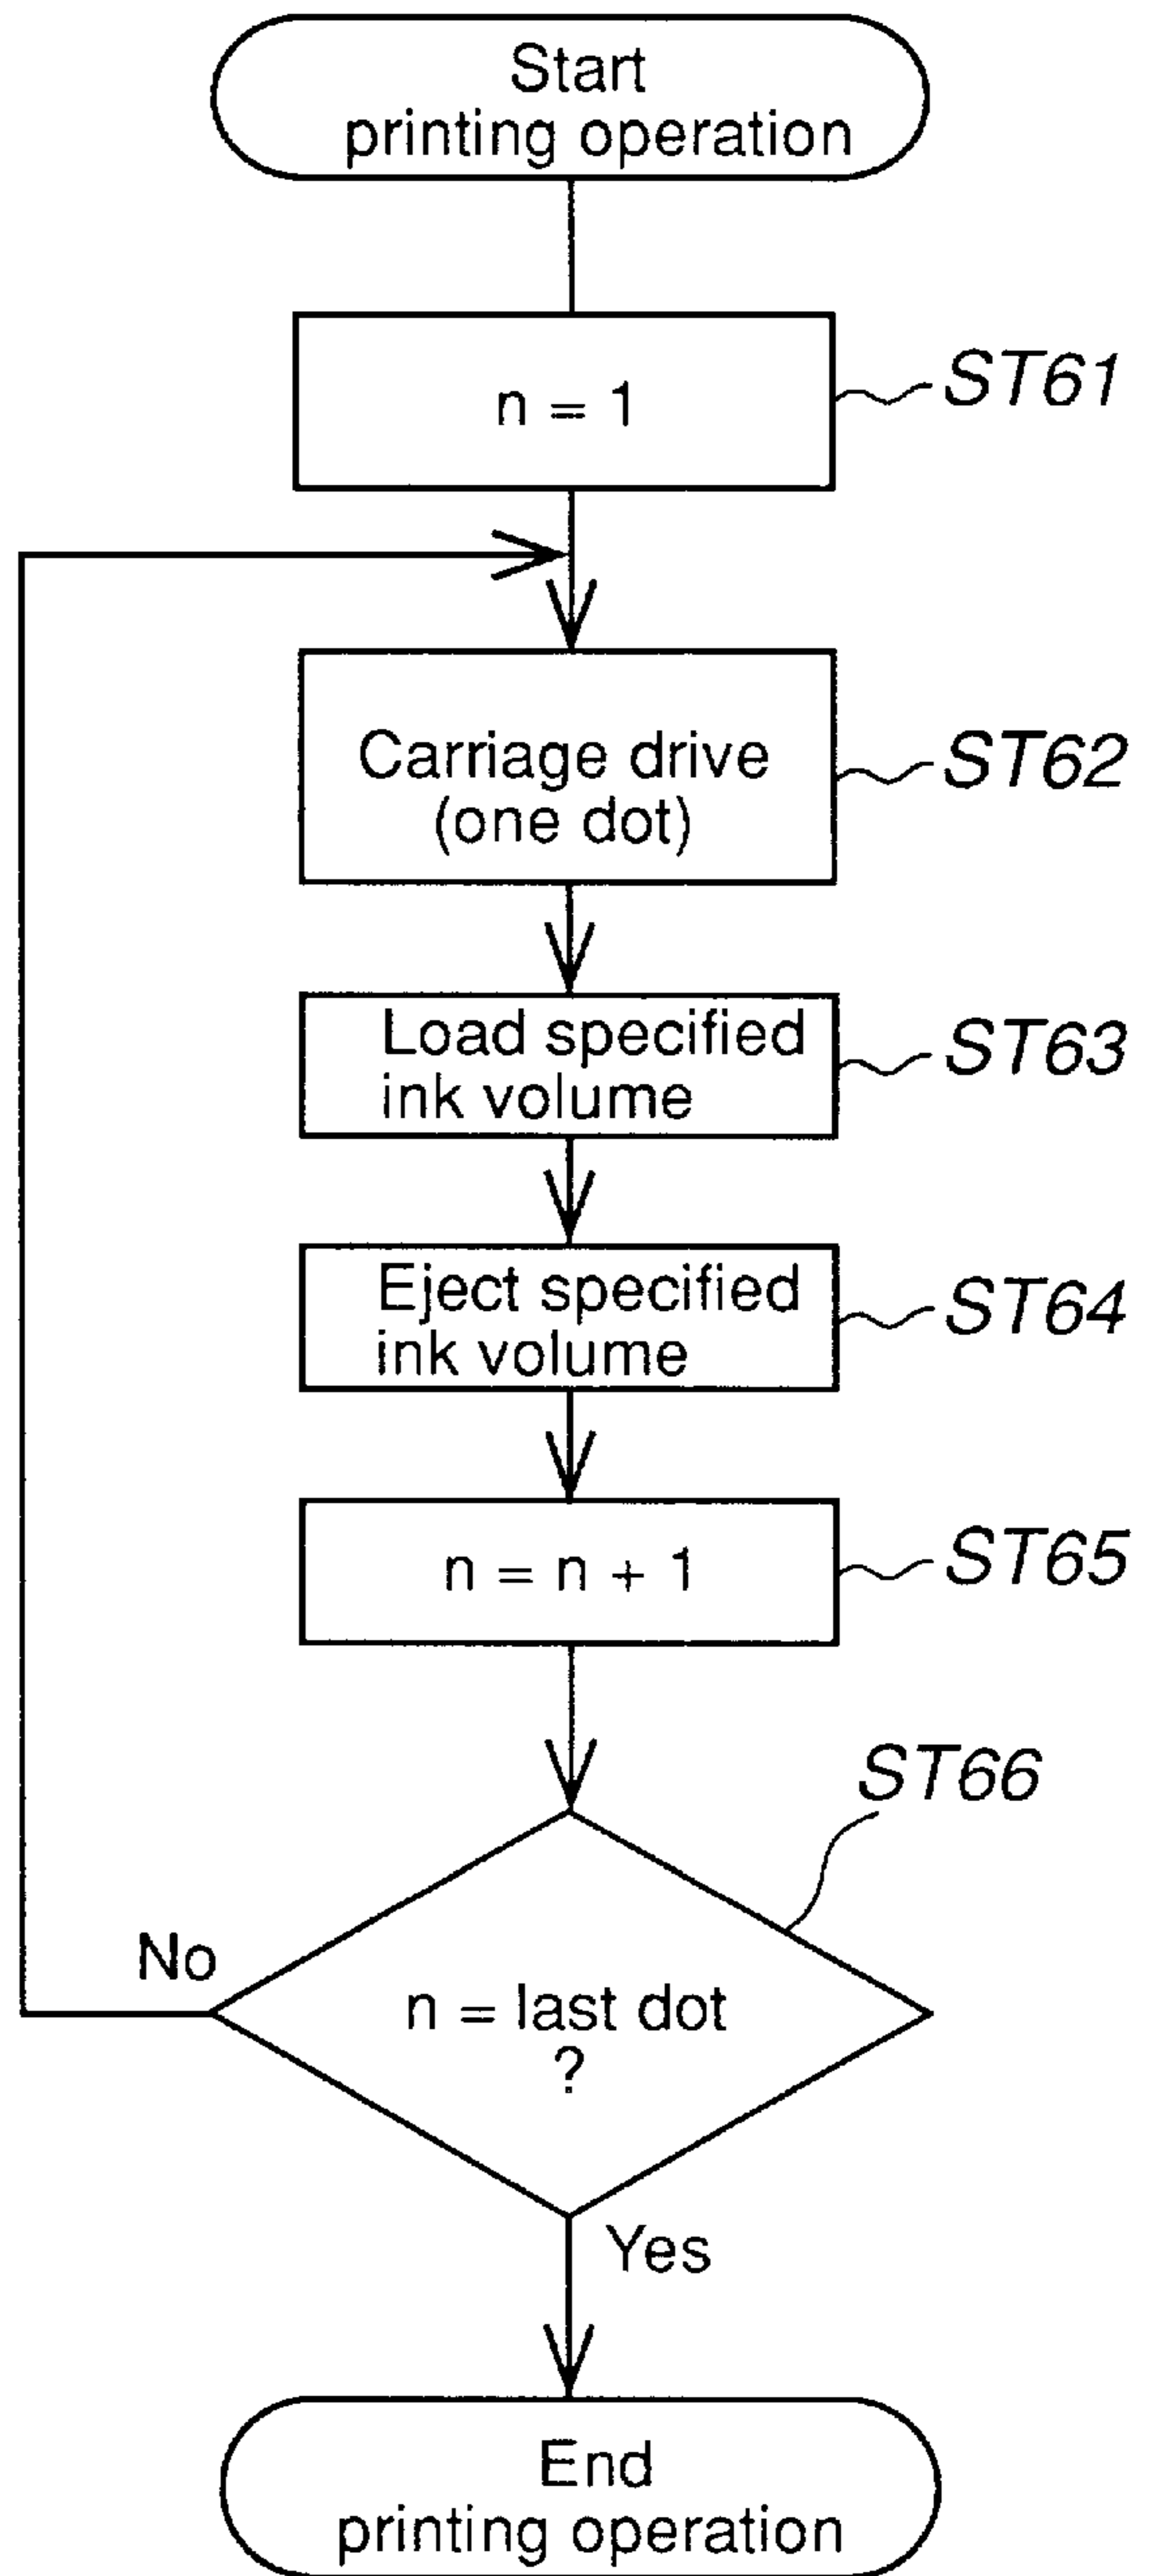 Start
printing operation
n = 1
ST61
Carriage drive
(one dot)
ST62
Load specified
ink volume
ST63
Eject specified
ink volume
ST64
n = n + 1
ST65
ST66
No
n = last dot
?
Yes
End
printing operation